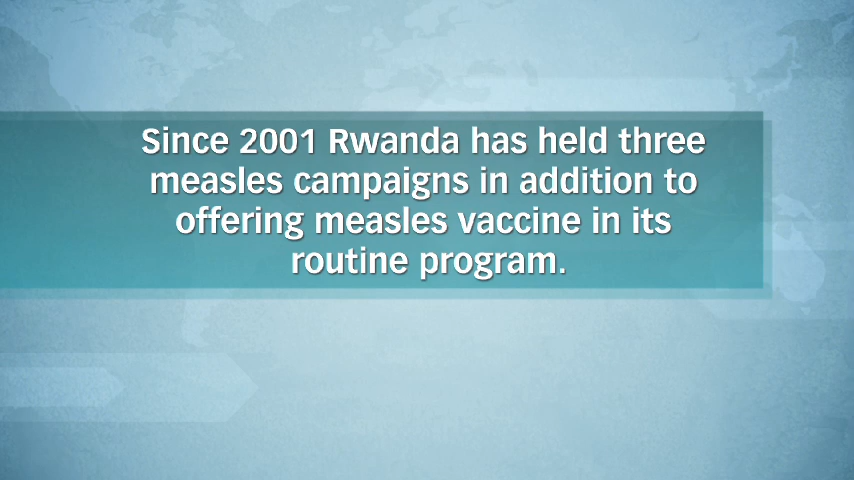 Since 2001 Rwanda has held three
measles campaigns in addition to
offering measles vaccine in its
routine program.